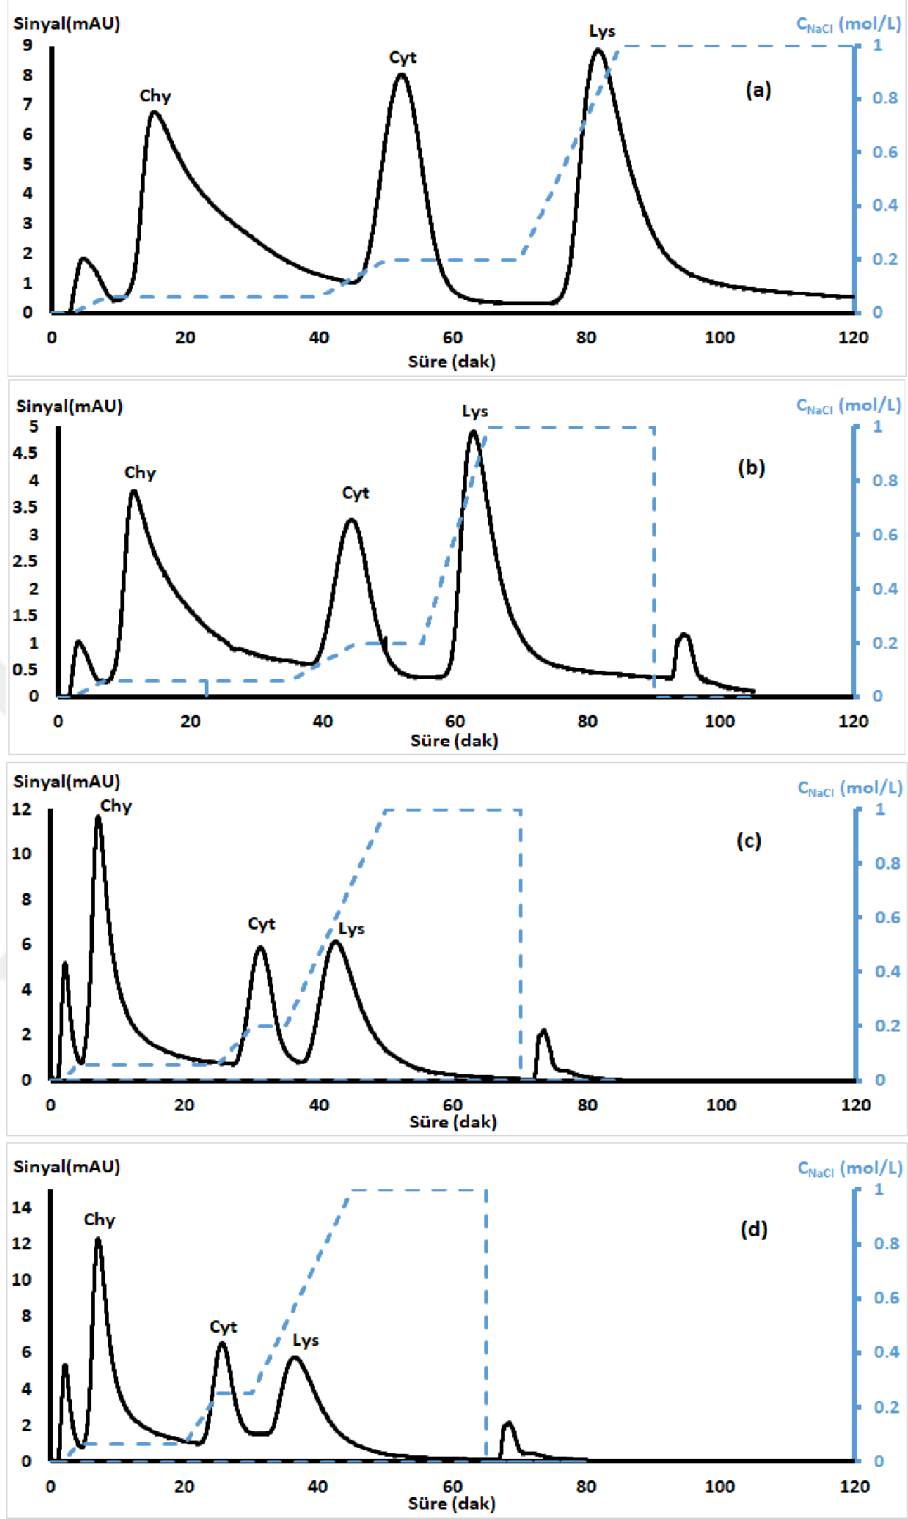 Sinyal(mAU) C_NaCl (mol/L)
9 1
Lys
Cyt
8 0.8
Chy (a)
7
6 0.6
5
4 0.4
3
2 0.2
1
0 0
0 20 40 60 80 100 120
Süre (dak)
Sinyal(mAU) C_NaCl (mol/L)
Lys
5 1
4.5
Chy (b)
4 0.8
Cyt
3.5
3 0.6
2.5
2 0.4
1.5
1 0.2
0.5
0 0
0 20 40 60 80 100 120
Süre (dak)
Sinyal(mAU) C_NaCl (mol/L)
Chy
12 1
(c)
10 0.8
8
Cyt Lys
0.6
6
4 0.4
2 0.2
0 0
0 20 40 60 80 100 120
Süre (dak)
Sinyal(mAU) C_NaCl (mol/L)
1
14
Chy (d)
12 0.8
10
0.6
8
Cyt Lys
6 0.4
4
2 0.2
0 0
0 20 40 60 80 100 120
Süre (dak)